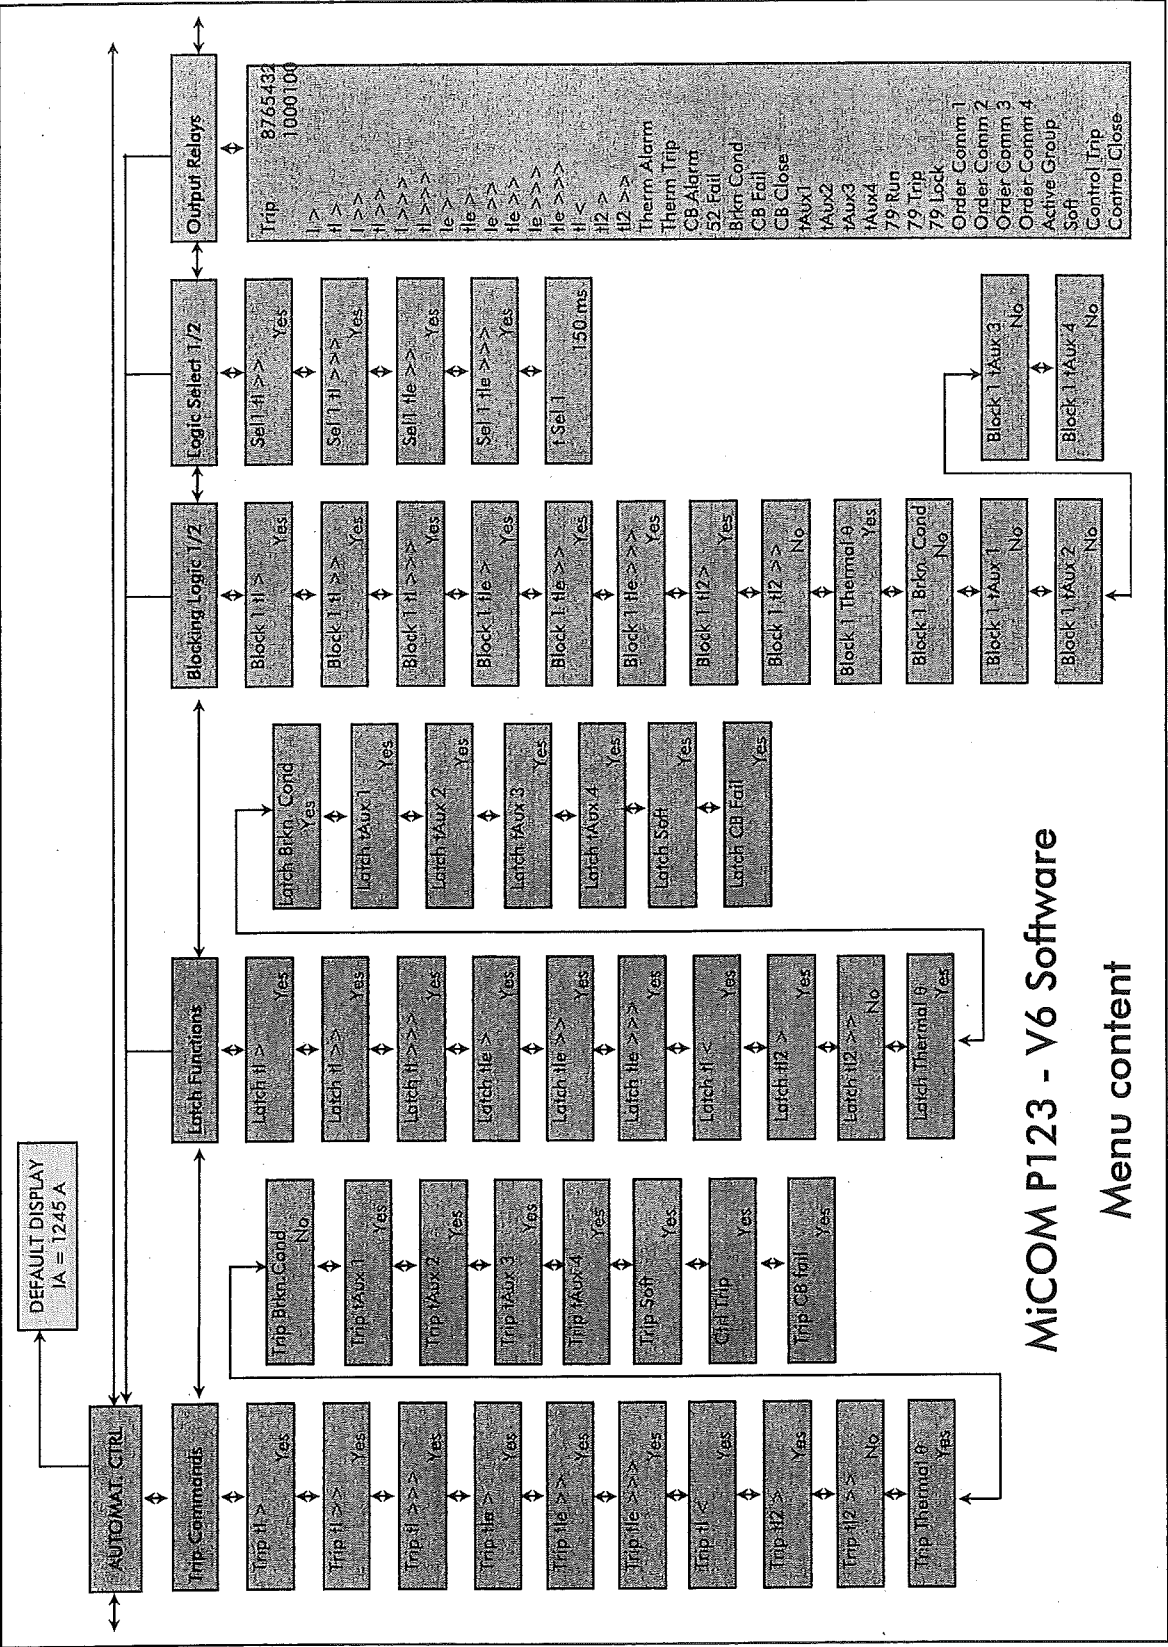 DEFAULT DISPLAY
IA = 1245 A
AUTOMAT. CTRL
Trip Commands
Trip tI >
Yes
Trip tI >>
Yes
Trip tI >>>
Yes
Trip tIe >
Yes
Trip tIe >>
Yes
Trip tIe >>>
Yes
Trip tI <
Yes
Trip tI2 >
Yes
Trip tI2 >>
No
Trip Thermal θ
Yes
Trip Brkn.Cond
No
Trip tAux 1
Yes
Trip tAux 2
Yes
Trip tAux 3
Yes
Trip tAux 4
Yes
Trip Soft
Yes
Ctrl Trip
Yes
Trip CB fail
Yes
Latch Functions
Latch tI >
Yes
Latch tI >>
Yes
Latch tI >>>
Yes
Latch tIe >
Yes
Latch tIe >>
Yes
Latch tIe >>>
Yes
Latch tI <
Yes
Latch tI2 >
Yes
Latch tI2 >>
No
Latch Thermal θ
Yes
Latch Brkn. Cond
Yes
Latch tAux 1
Yes
Latch tAux 2
Yes
Latch tAux 3
Yes
Latch tAux 4
Yes
Latch Soft
Yes
Latch CB Fail
Yes
Blocking Logic 1/2
Block 1 tI >
Yes
Block 1 tI >>
Yes
Block 1 tI >>>
Yes
Block 1 tIe >
Yes
Block 1 tIe >>
Yes
Block 1 tIe >>>
Yes
Block 1 tI2>
Yes
Block 1 tI2 >>
No
Block 1 Thermal θ
Yes
Block 1 Brkn. Cond
No
Block 1 tAux 1
No
Block 1 tAux2
No
Block 1 tAux 3
No
Block 1 tAux 4
No
Logic Select 1/2
Sel1 tI >>
Yes
Sel1 tI >>>
Yes
Sel1 tIe >>
Yes
Sel1 tIe >>>
Yes
t Sel 1
150 ms
Output Relays
Trip 8765432
1000100
I >
tI >
I >>
tI >>
I >>>
tI >>>
Ie >
tIe >
Ie >>
tIe >>
Ie >>>
tIe >>>
tI <
tI2 >
tI2 >>
Therm Alarm
Therm Trip
CB Alarm
52 Fail
Brkn Cond
CB Fail
CB Close
tAux1
tAux2
tAux3
tAux4
79 Run
79 Trip
79 Lock
Order Comm 1
Order Comm 2
Order Comm 3
Order Comm 4
Active Group
Soft
Control Trip
Control Close
MiCOM P123 - V6 Software
Menu content